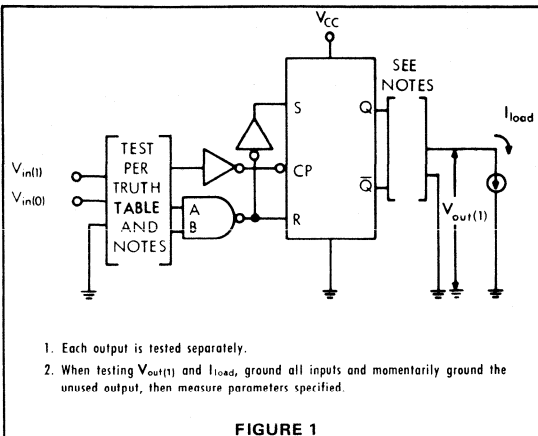 VCC
SEE
NOTES
S
Q
Iload
TEST
PER
TRUTH
TABLE
AND
NOTES
Vin(1)
Vin(0)
CP
A
B
R
Q̅
Vout(1)
1. Each output is tested separately.
2. When testing Vout(1) and Iload, ground all inputs and momentarily ground the
unused output, then measure parameters specified.
FIGURE 1